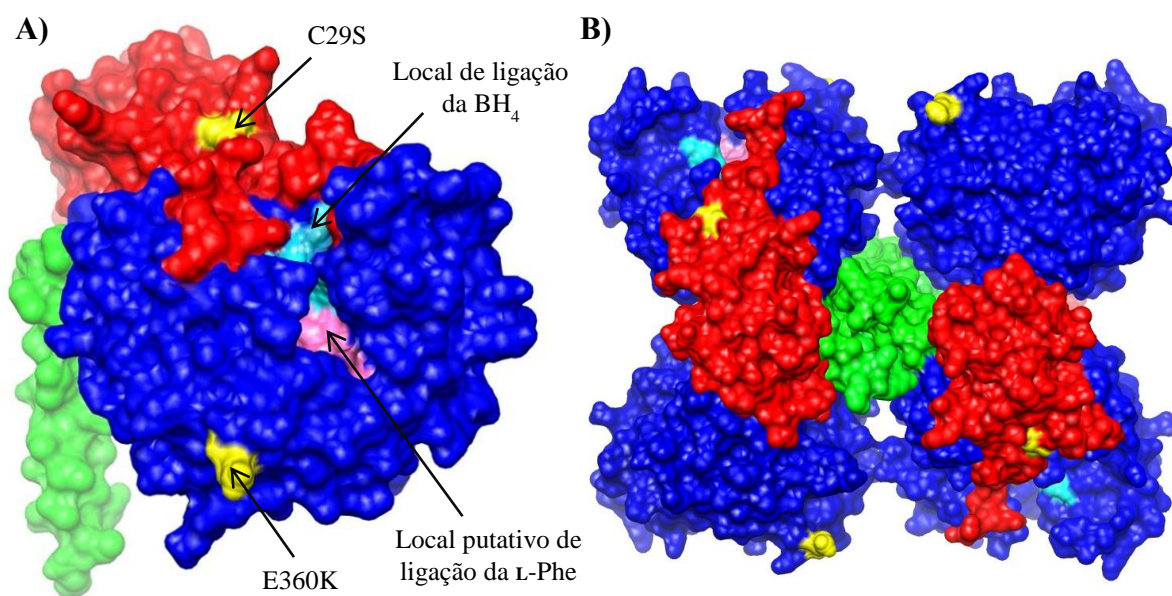 A)
C29S
Local de ligação
da BH₄
Local putativo de
ligação da L-Phe
E360K
B)